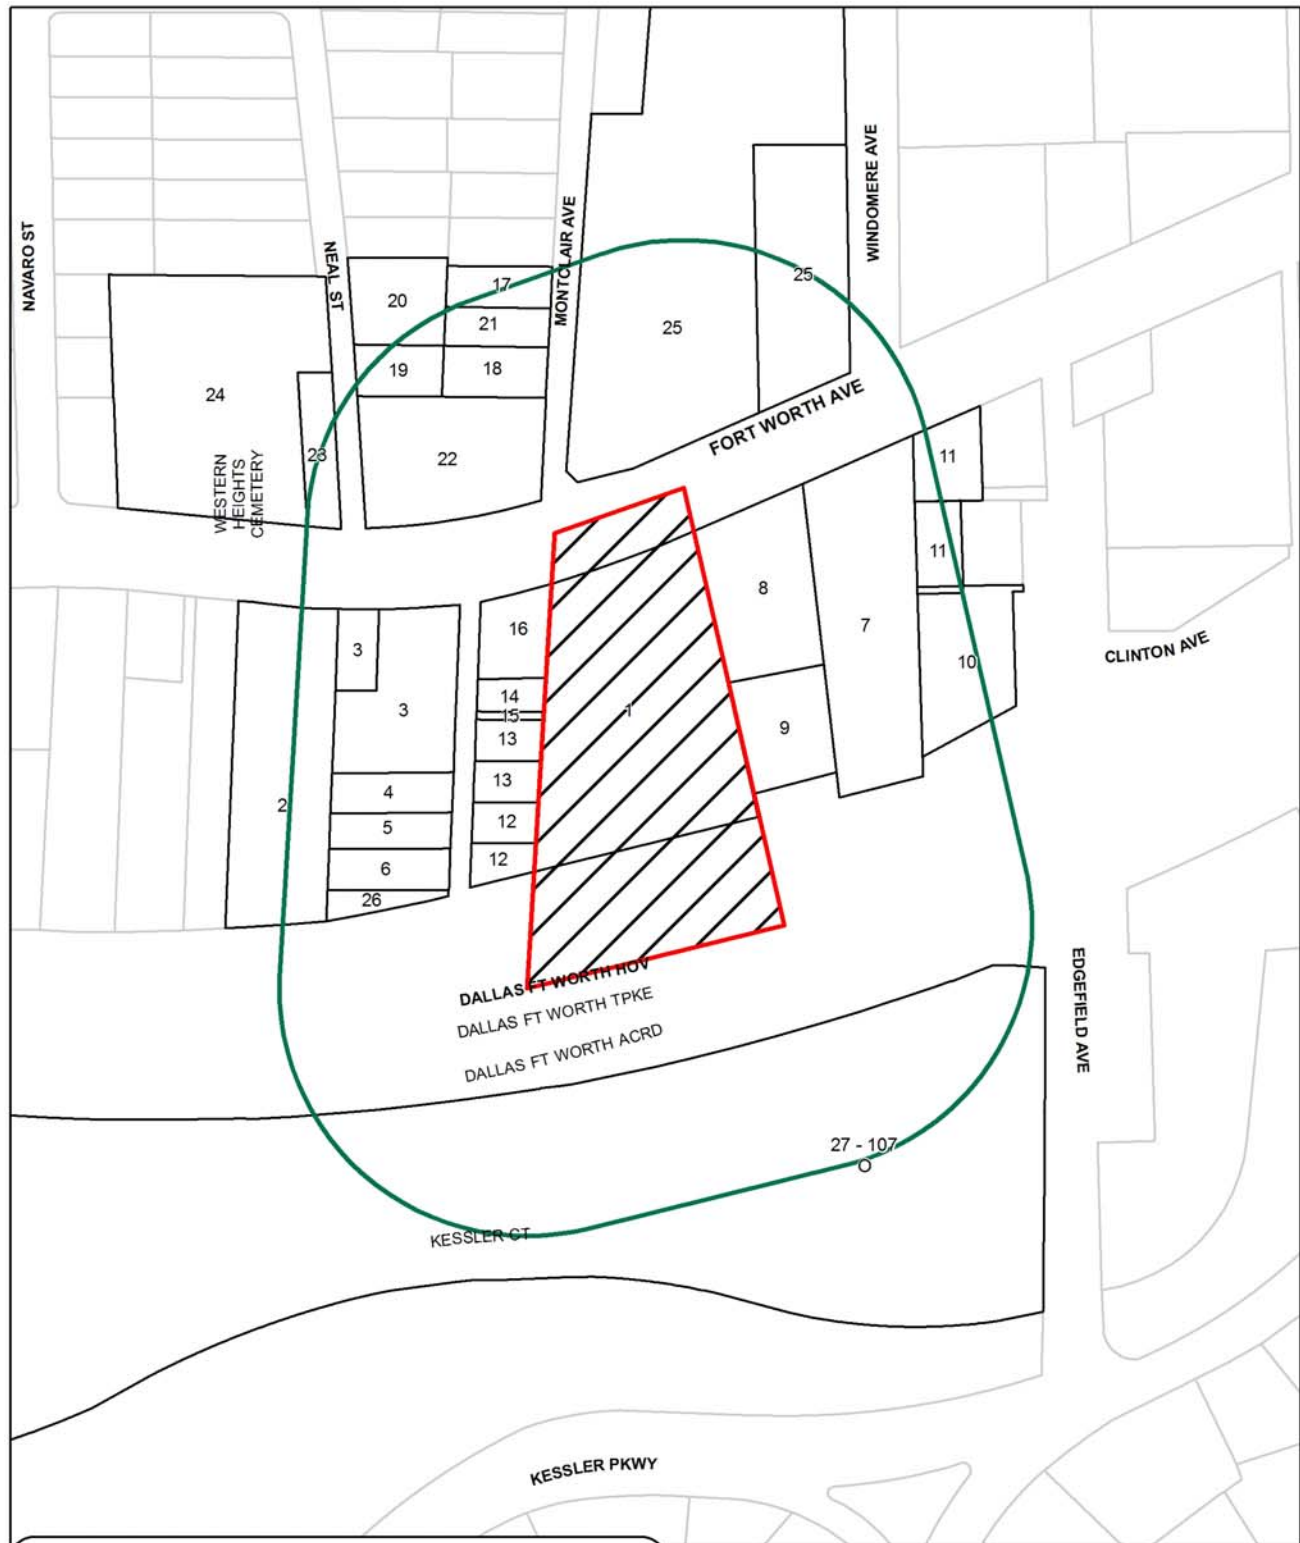 WINDOMERE AVE
MONTCLAIR AVE
NAVARO ST
NEAL ST
17
25
20
21
25
19
18
24
FORT WORTH AVE
23
22
11
WESTERN
HEIGHTS
CEMETERY
11
8
16
7
3
CLINTON AVE
10
14
3
1
15
9
13
13
4
2
12
5
12
6
26
DALLAS FT WORTH HOV
DALLAS FT WORTH TPKE
DALLAS FT WORTH ACRD
EDGEFIELD AVE
27 - 107
KESSLER CT
KESSLER PKWY